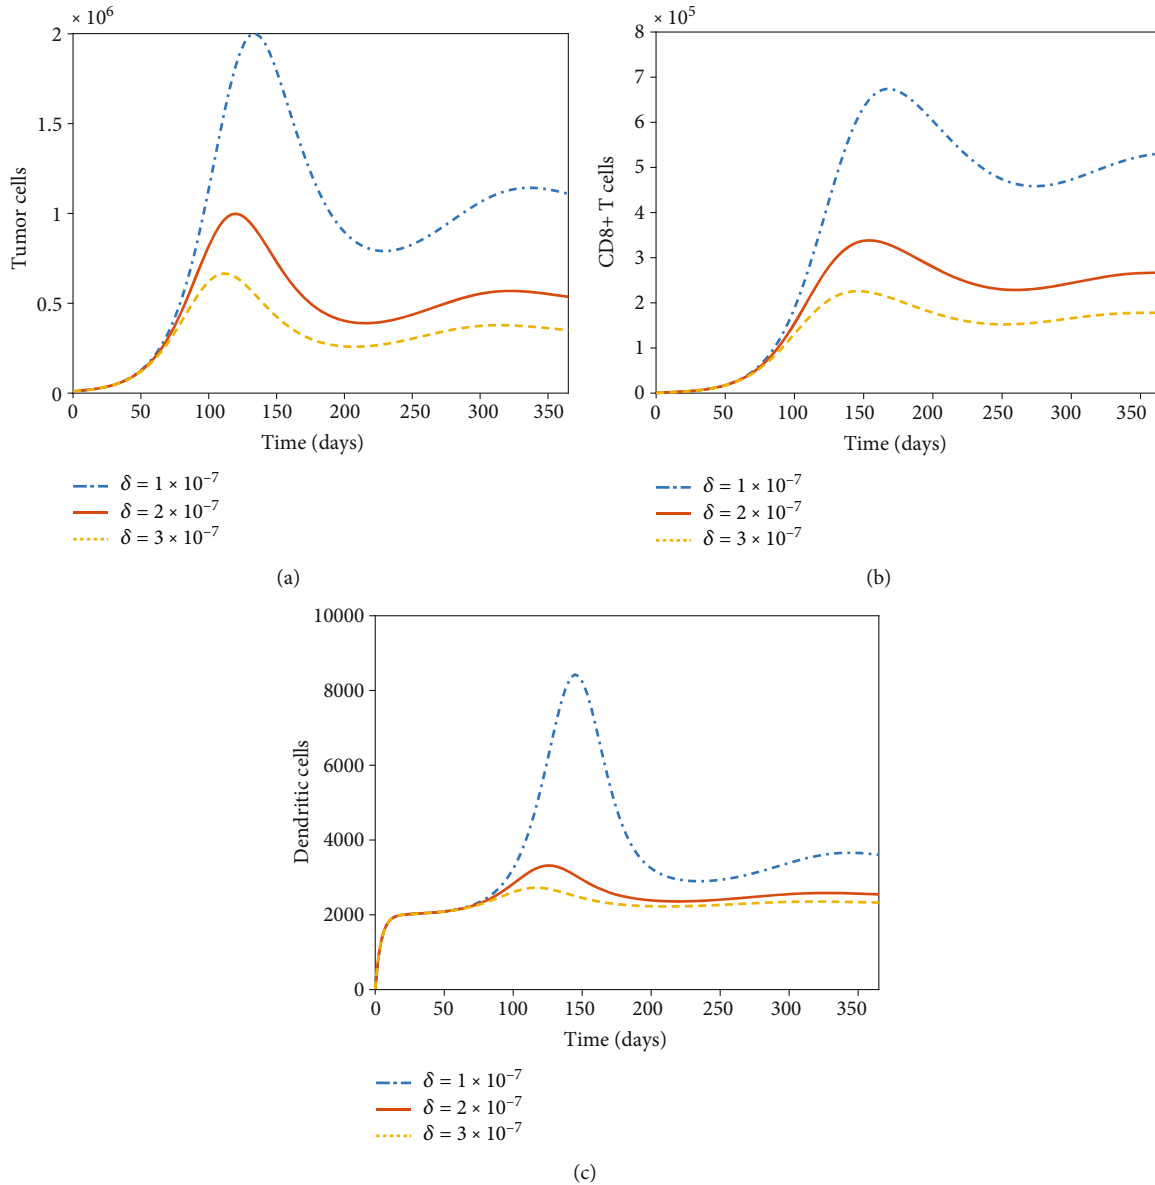 × 10⁶
2
1.5
1
0.5
0
Tumor cells
0 50 100 150 200 250 300 350
Time (days)
δ = 1 × 10⁻⁷
δ = 2 × 10⁻⁷
δ = 3 × 10⁻⁷
(a)
× 10⁵
8
7
6
5
4
3
2
1
0
CD8+ T cells
0 50 100 150 200 250 300 350
Time (days)
δ = 1 × 10⁻⁷
δ = 2 × 10⁻⁷
δ = 3 × 10⁻⁷
(b)
10000
8000
6000
4000
2000
0
Dendritic cells
0 50 100 150 200 250 300 350
Time (days)
δ = 1 × 10⁻⁷
δ = 2 × 10⁻⁷
δ = 3 × 10⁻⁷
(c)